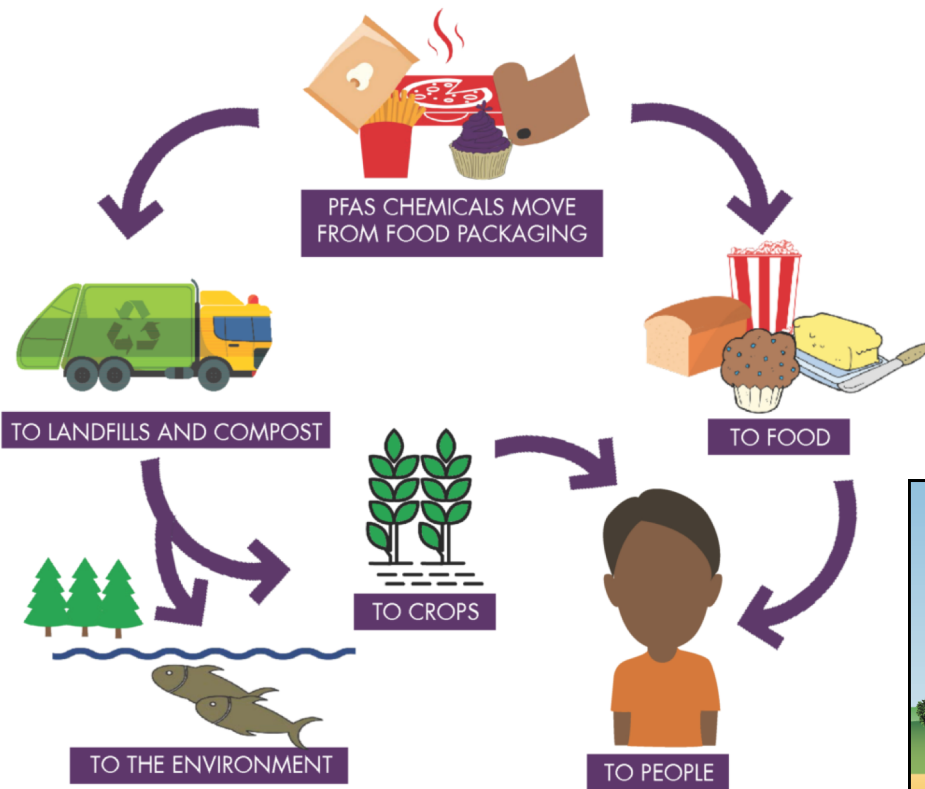 PFAS CHEMICALS MOVE
FROM FOOD PACKAGING
TO LANDFILLS AND COMPOST
TO FOOD
TO CROPS
TO THE ENVIRONMENT
TO PEOPLE